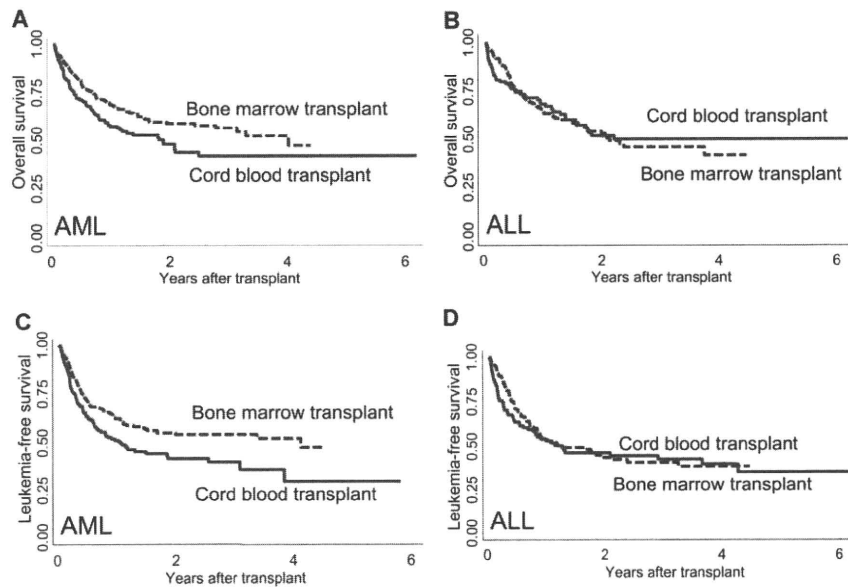 A
Overall survival
1.00
0.75
0.50
0.25
0.00
Bone marrow transplant
Cord blood transplant
AML
0 2 4 6
Years after transplant
B
Overall survival
1.00
0.75
0.50
0.25
0.00
Cord blood transplant
Bone marrow transplant
ALL
0 2 4 6
Years after transplant
C
Leukemia-free survival
1.00
0.75
0.50
0.25
0.00
Bone marrow transplant
Cord blood transplant
AML
0 2 4 6
Years after transplant
D
Leukemia-free survival
1.00
0.75
0.50
0.25
0.00
Cord blood transplant
Bone marrow transplant
ALL
0 2 4 6
Years after transplant